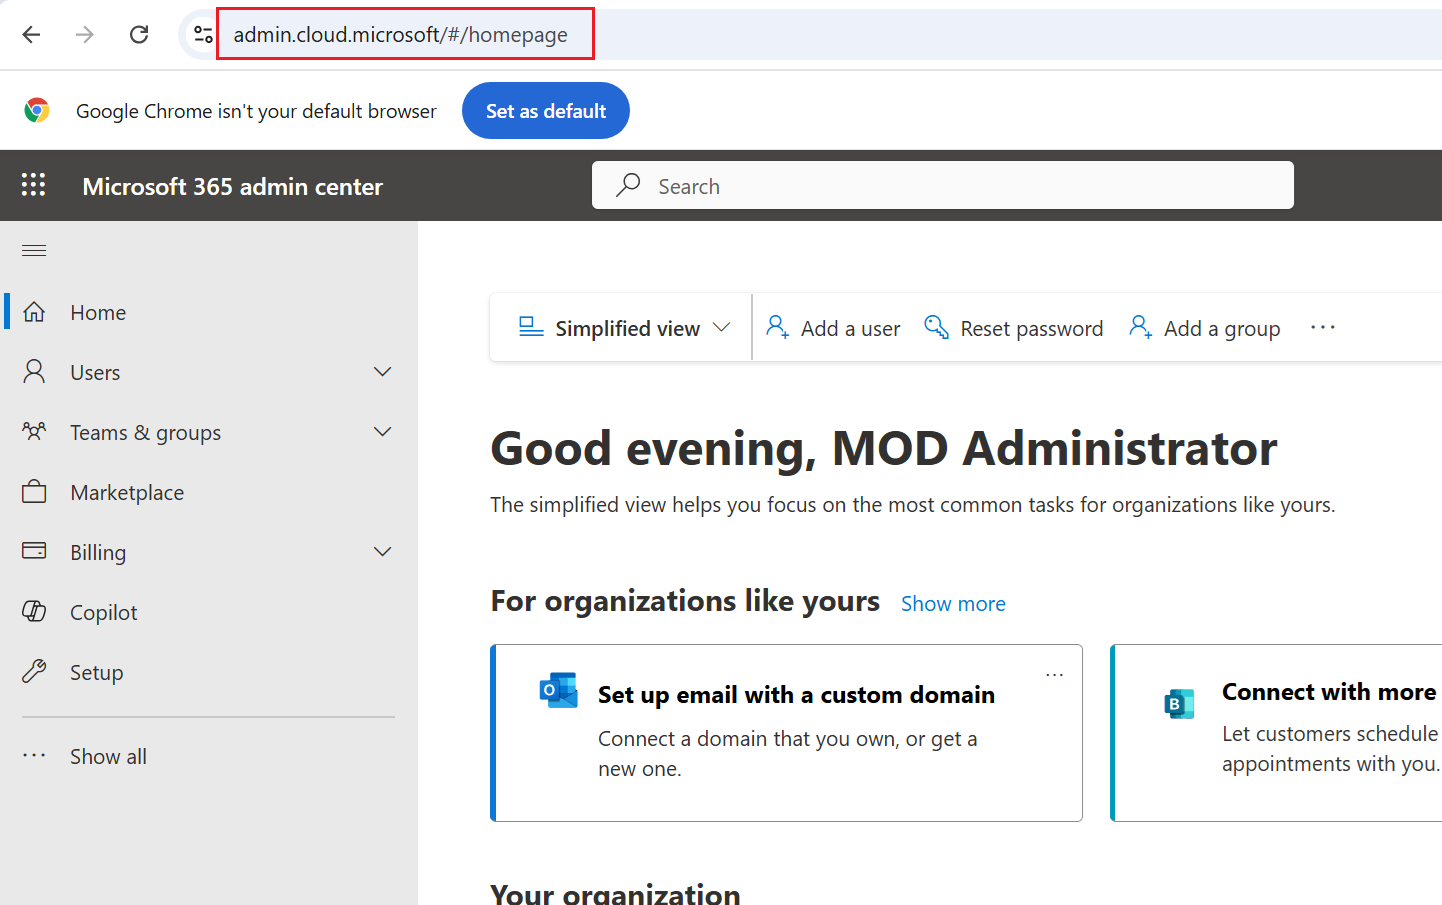 admin.cloud.microsoft/#/homepage
Google Chrome isn't your default browser
Set as default
Microsoft 365 admin center
Search
Home
Users
Teams & groups
Marketplace
Billing
Copilot
Setup
Show all
Simplified view
Add a user
Reset password
Add a group
Good evening, MOD Administrator
The simplified view helps you focus on the most common tasks for organizations like yours.
For organizations like yours
Show more
Set up email with a custom domain
Connect a domain that you own, or get a
new one.
Connect with more
Let customers schedule
appointments with you.
Your organization